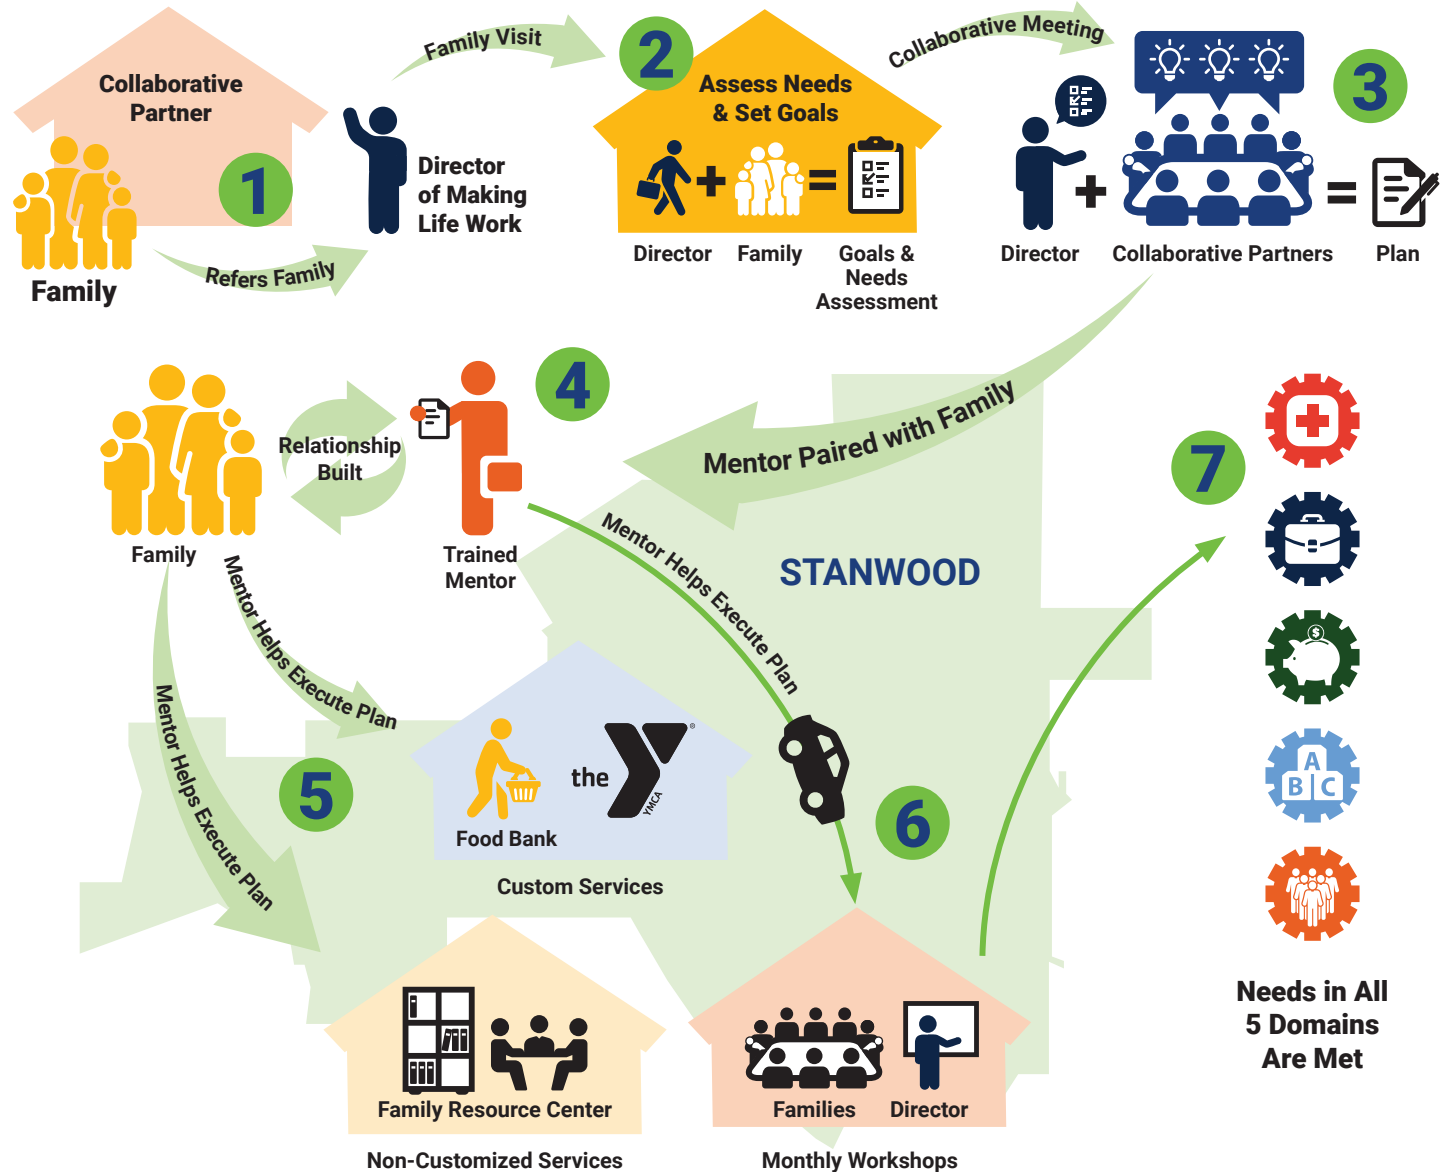 Collaborative
Partner
1
Family
Refers Family
Director
of Making
Life Work
Family Visit
2
Assess Needs
& Set Goals
Director
Family
Goals &
Needs
Assessment
Collaborative Meeting
3
Director
Collaborative Partners
Plan
Mentor Paired with Family
4
Family
Relationship
Built
Trained
Mentor
Mentor Helps Execute Plan
Mentor Helps Execute Plan
Mentor Helps Execute Plan
STANWOOD
5
Food Bank
the
YMCA
®
Custom Services
Family Resource Center
Non-Customized Services
6
Families
Director
Monthly Workshops
7
$
A
B C
Needs in All
5 Domains
Are Met